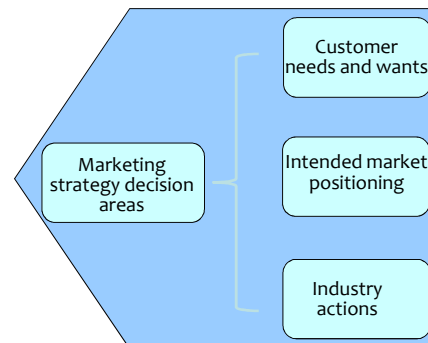 Customer
needs and wants
Marketing
strategy decision
areas
Intended market
positioning
Industry
actions